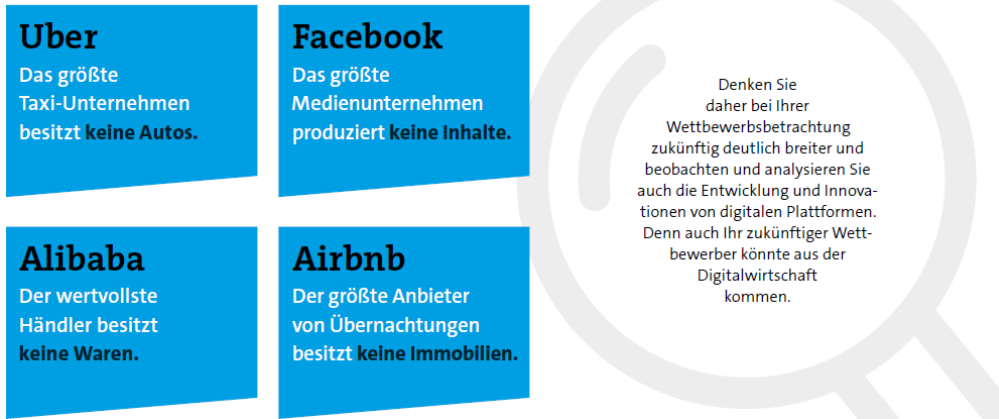 Uber
Das größte
Taxi-Unternehmen
besitzt keine Autos.
Facebook
Das größte
Medienunternehmen
produziert keine Inhalte.
Alibaba
Der wertvollste
Händler besitzt
keine Waren.
Airbnb
Der größte Anbieter
von Übernachtungen
besitzt keine Immobilien.
Denken Sie
daher bei Ihrer
Wettbewerbsbetrachtung
zukünftig deutlich breiter und
beobachten und analysieren Sie
auch die Entwicklung und Innova-
tionen von digitalen Plattformen.
Denn auch Ihr zukünftiger Wett-
bewerber könnte aus der
Digitalwirtschaft
kommen.